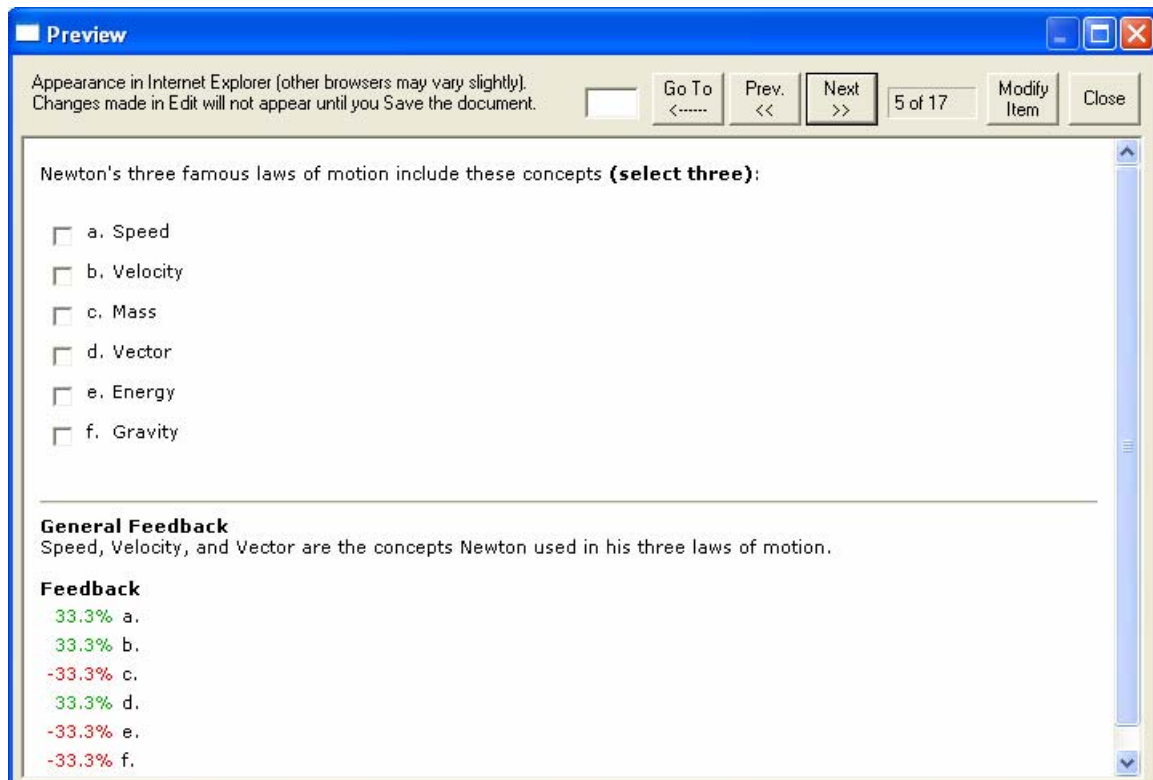 Preview
Appearance in Internet Explorer (other browsers may vary slightly).
Changes made in Edit will not appear until you Save the document.
Go To
<------
Prev.
<<
Next
>>
5 of 17
Modify
Item
Close
Newton's three famous laws of motion include these concepts (select three):
a. Speed
b. Velocity
c. Mass
d. Vector
e. Energy
f. Gravity
General Feedback
Speed, Velocity, and Vector are the concepts Newton used in his three laws of motion.
Feedback
33.3% a.
33.3% b.
-33.3% c.
33.3% d.
-33.3% e.
-33.3% f.